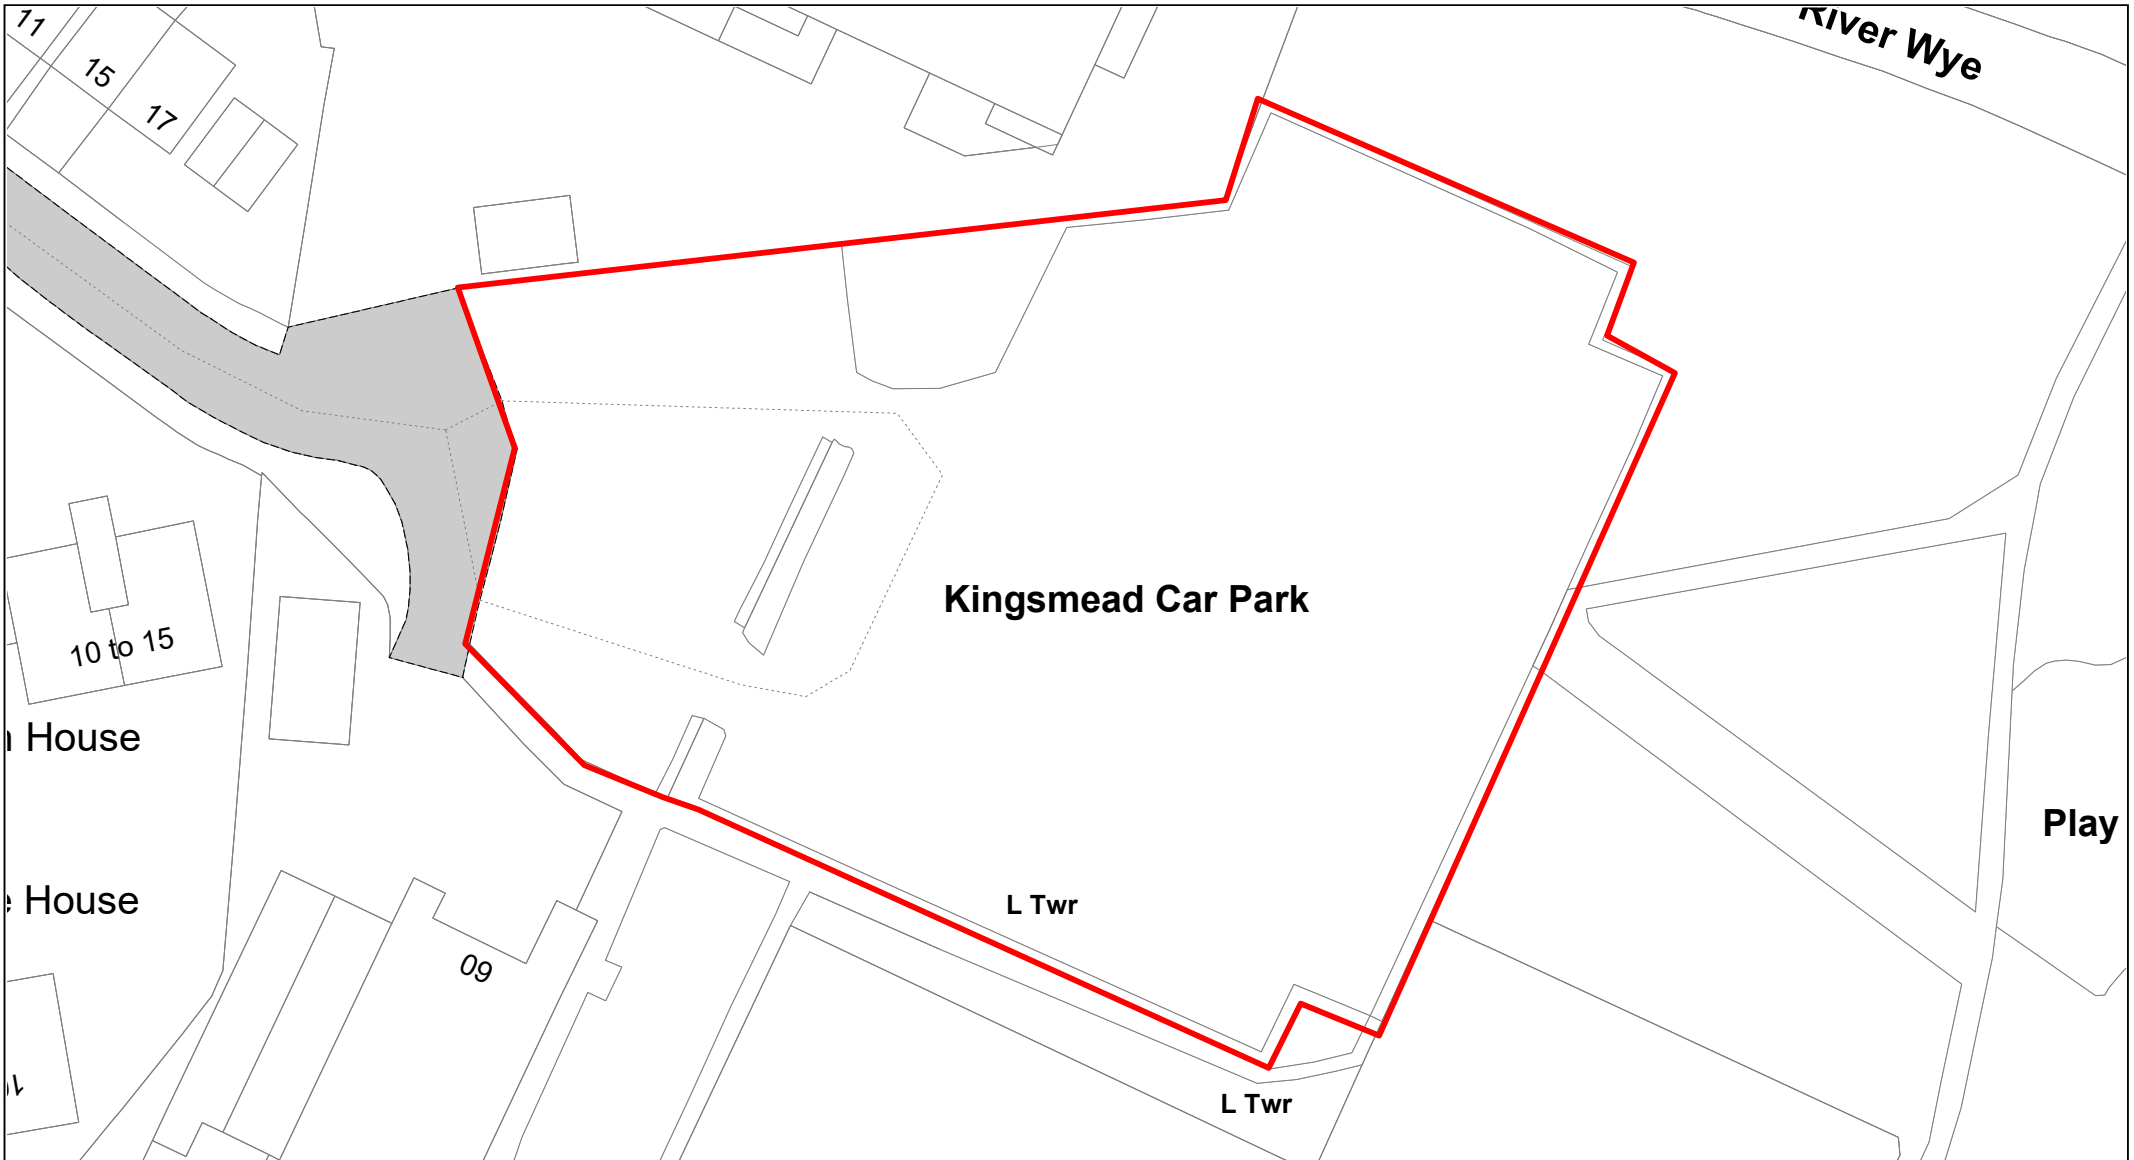 11
15
17
River Wye
10 to 15
House
House
Kingsmead Car Park
Play
L Twr
09
L Twr